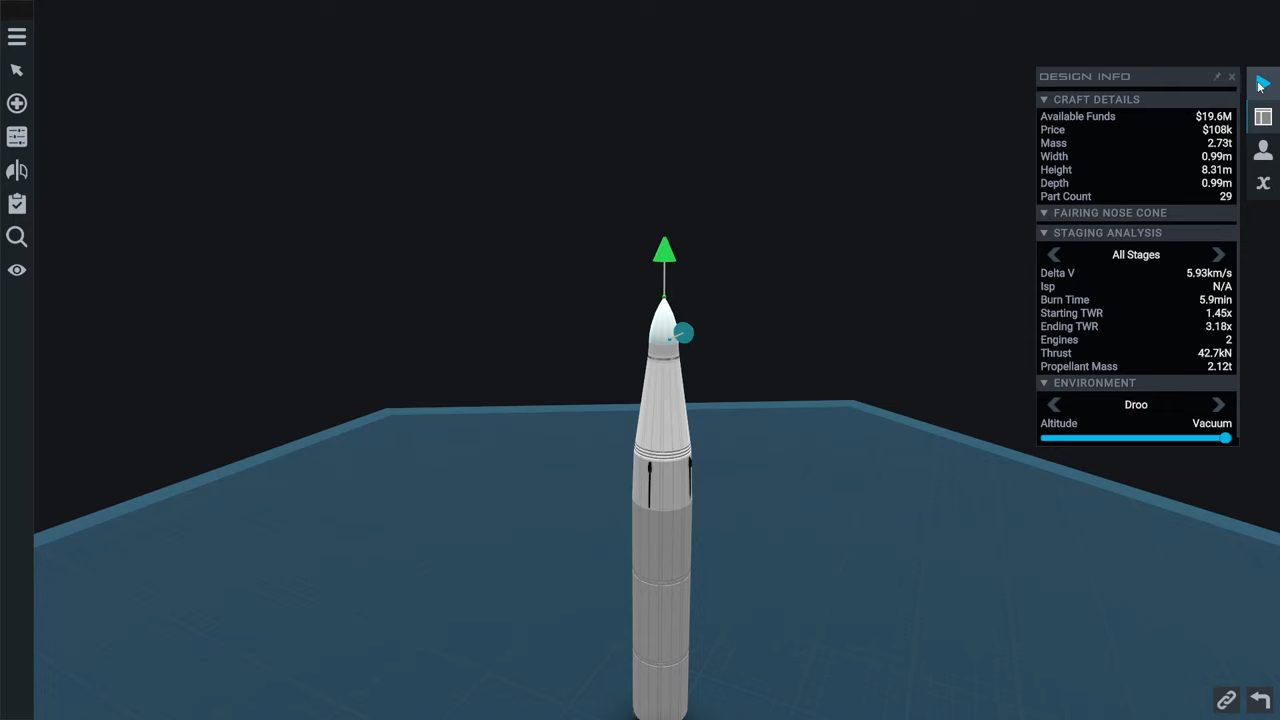 DESIGN INFO
CRAFT DETAILS
Available Funds $19.6M
Price $108k
Mass 2.73t
Width 0.99m
Height 8.31m
Depth 0.99m
Part Count 29
FAIRING NOSE CONE
STAGING ANALYSIS
All Stages
Delta V 5.93km/s
Isp N/A
Burn Time 5.9min
Starting TWR 1.45x
Ending TWR 3.18x
Engines 2
Thrust 42.7kN
Propellant Mass 2.12t
ENVIRONMENT
Droo
Altitude Vacuum